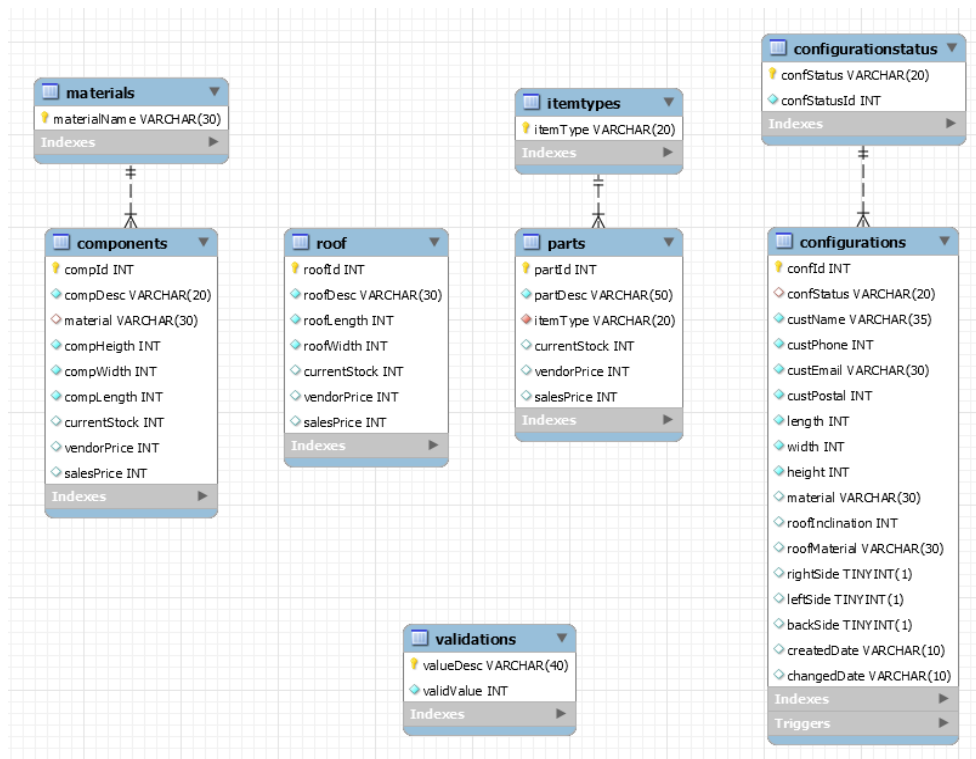 materials
materialName VARCHAR(30)
Indexes
itemtypes
itemType VARCHAR(20)
Indexes
configurationstatus
confStatus VARCHAR(20)
confStatusId INT
Indexes
components
compId INT
compDesc VARCHAR(20)
material VARCHAR(30)
compHeigth INT
compWidth INT
compLength INT
currentStock INT
vendorPrice INT
salesPrice INT
Indexes
roof
roofId INT
roofDesc VARCHAR(30)
roofLength INT
roofWidth INT
currentStock INT
vendorPrice INT
salesPrice INT
Indexes
parts
partId INT
partDesc VARCHAR(50)
itemType VARCHAR(20)
currentStock INT
vendorPrice INT
salesPrice INT
Indexes
configurations
confId INT
confStatus VARCHAR(20)
custName VARCHAR(35)
custPhone INT
custEmail VARCHAR(30)
custPostal INT
length INT
width INT
height INT
material VARCHAR(30)
roofInclination INT
roofMaterial VARCHAR(30)
rightSide TINYINT(1)
leftSide TINYINT(1)
backSide TINYINT(1)
createdDate VARCHAR(10)
changedDate VARCHAR(10)
Indexes
Triggers
validations
valueDesc VARCHAR(40)
validValue INT
Indexes